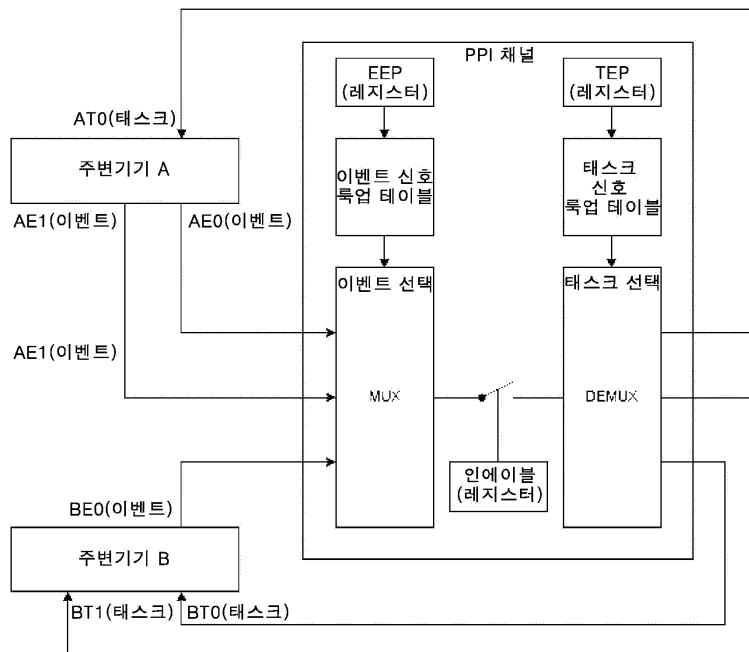 PPI 채널
EEP
(레지스터)
TEP
(레지스터)
AT0(태스크)
주변기기 A
이벤트 신호
룩업 테이블
태스크
신호
룩업 테이블
AE1(이벤트)
AE0(이벤트)
이벤트 선택
태스크 선택
AE1(이벤트)
MUX
DEMUX
인에이블
(레지스터)
BE0(이벤트)
주변기기 B
BT1(태스크)
BT0(태스크)